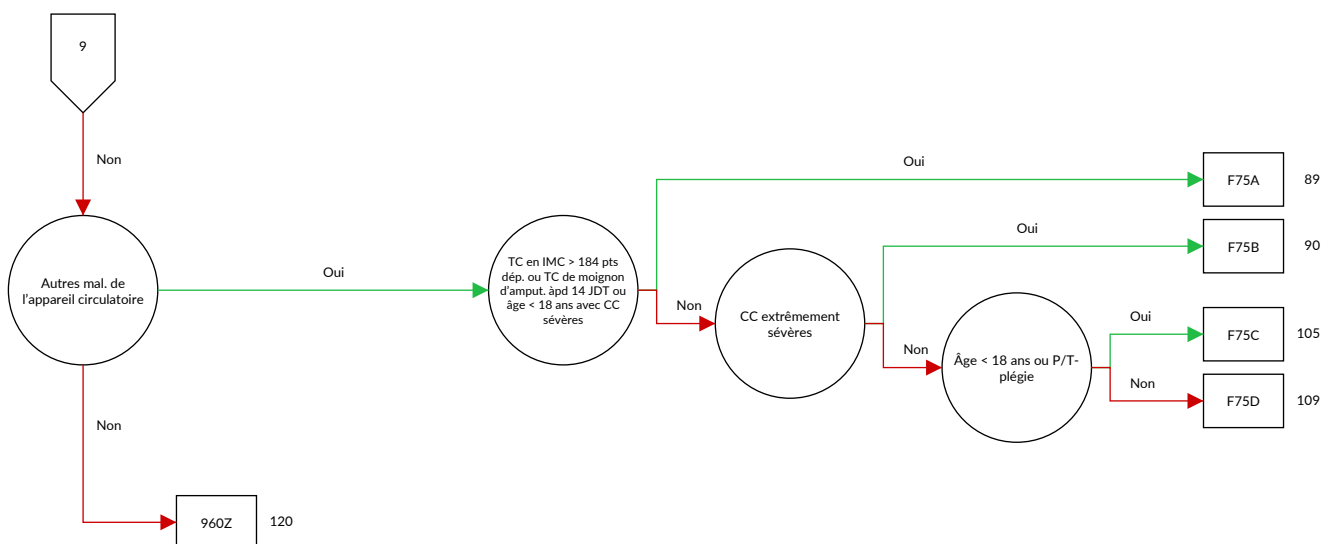 9
Non
Autres mal. de
l'appareil circulatoire
Oui
TC en IMC > 184 pts
dép. ou TC de moignon
d'amput. àpd 14 JDT ou
âge < 18 ans avec CC
sévères
Oui
F75A
89
Non
CC extrêmement
sévères
Oui
F75B
90
Non
Âge < 18 ans ou P/T-
plégie
Oui
F75C
105
Non
F75D
109
Non
960Z
120